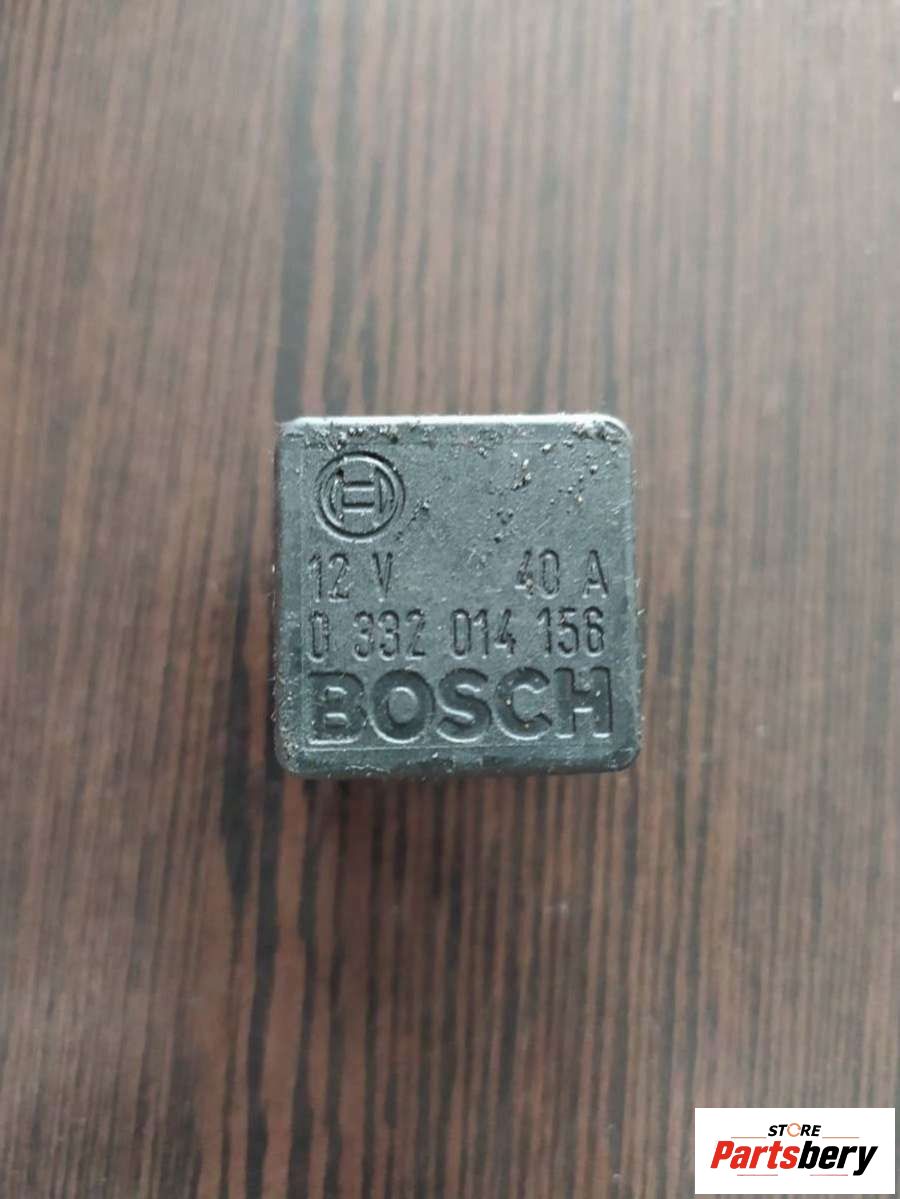 12 V 40 A
0 332 014 156
BOSCH
STORE
Partsbery